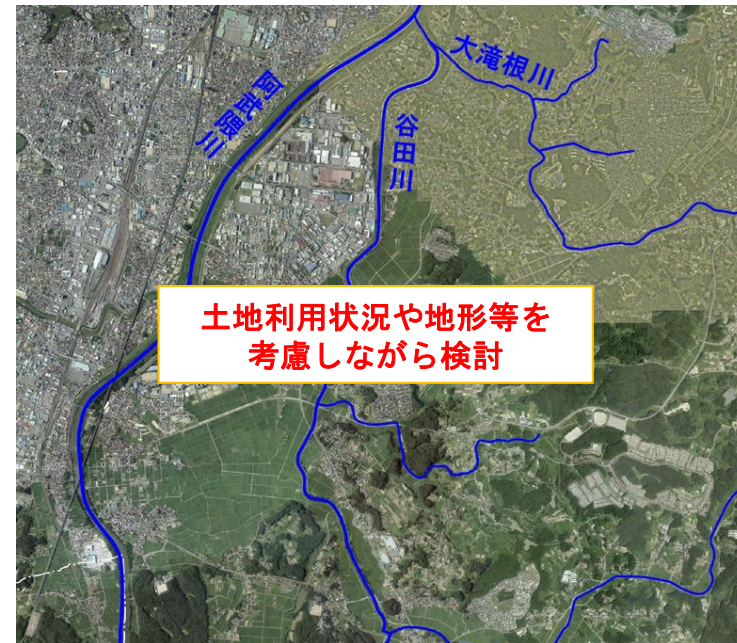 大滝根川
阿武隈川
谷田川
土地利用状況や地形等を
考慮しながら検討